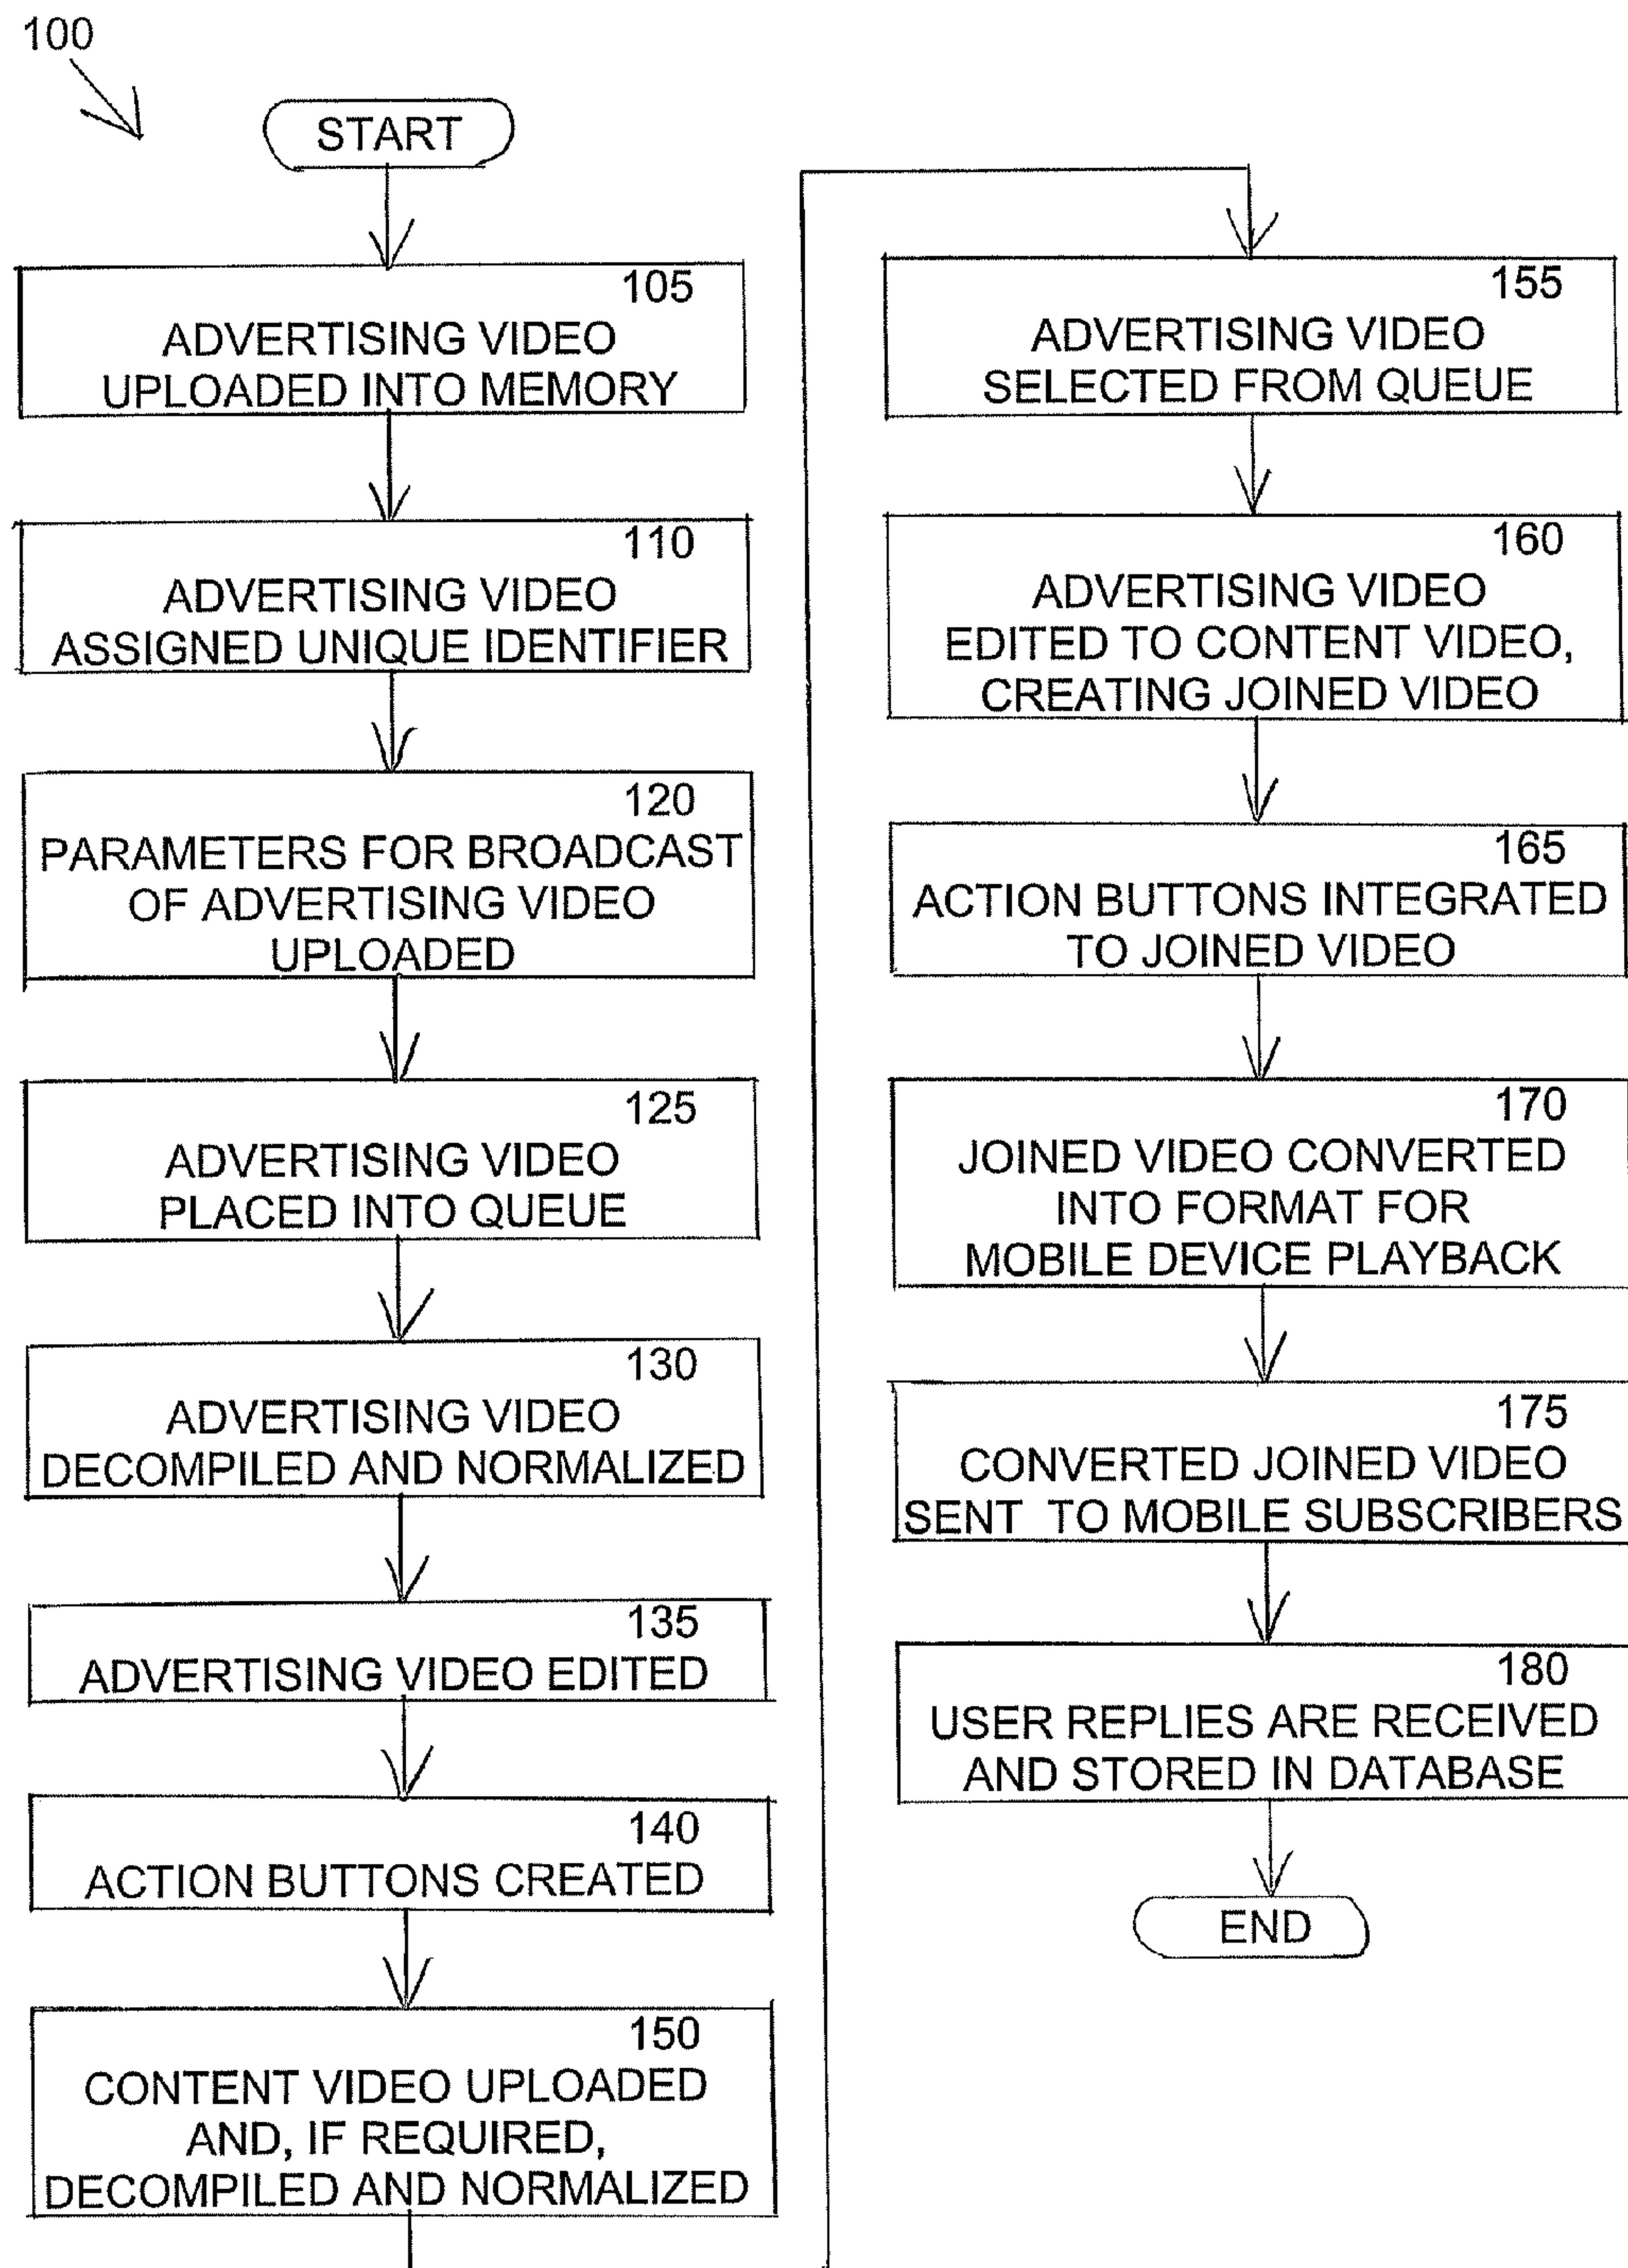 100
START
105
ADVERTISING VIDEO
UPLOADED INTO MEMORY
110
ADVERTISING VIDEO
ASSIGNED UNIQUE IDENTIFIER
120
PARAMETERS FOR BROADCAST
OF ADVERTISING VIDEO
UPLOADED
125
ADVERTISING VIDEO
PLACED INTO QUEUE
130
ADVERTISING VIDEO
DECOMPILED AND NORMALIZED
135
ADVERTISING VIDEO EDITED
140
ACTION BUTTONS CREATED
150
CONTENT VIDEO UPLOADED
AND, IF REQUIRED,
DECOMPILED AND NORMALIZED
155
ADVERTISING VIDEO
SELECTED FROM QUEUE
160
ADVERTISING VIDEO
EDITED TO CONTENT VIDEO,
CREATING JOINED VIDEO
165
ACTION BUTTONS INTEGRATED
TO JOINED VIDEO
170
JOINED VIDEO CONVERTED
INTO FORMAT FOR
MOBILE DEVICE PLAYBACK
175
CONVERTED JOINED VIDEO
SENT TO MOBILE SUBSCRIBERS
180
USER REPLIES ARE RECEIVED
AND STORED IN DATABASE
END